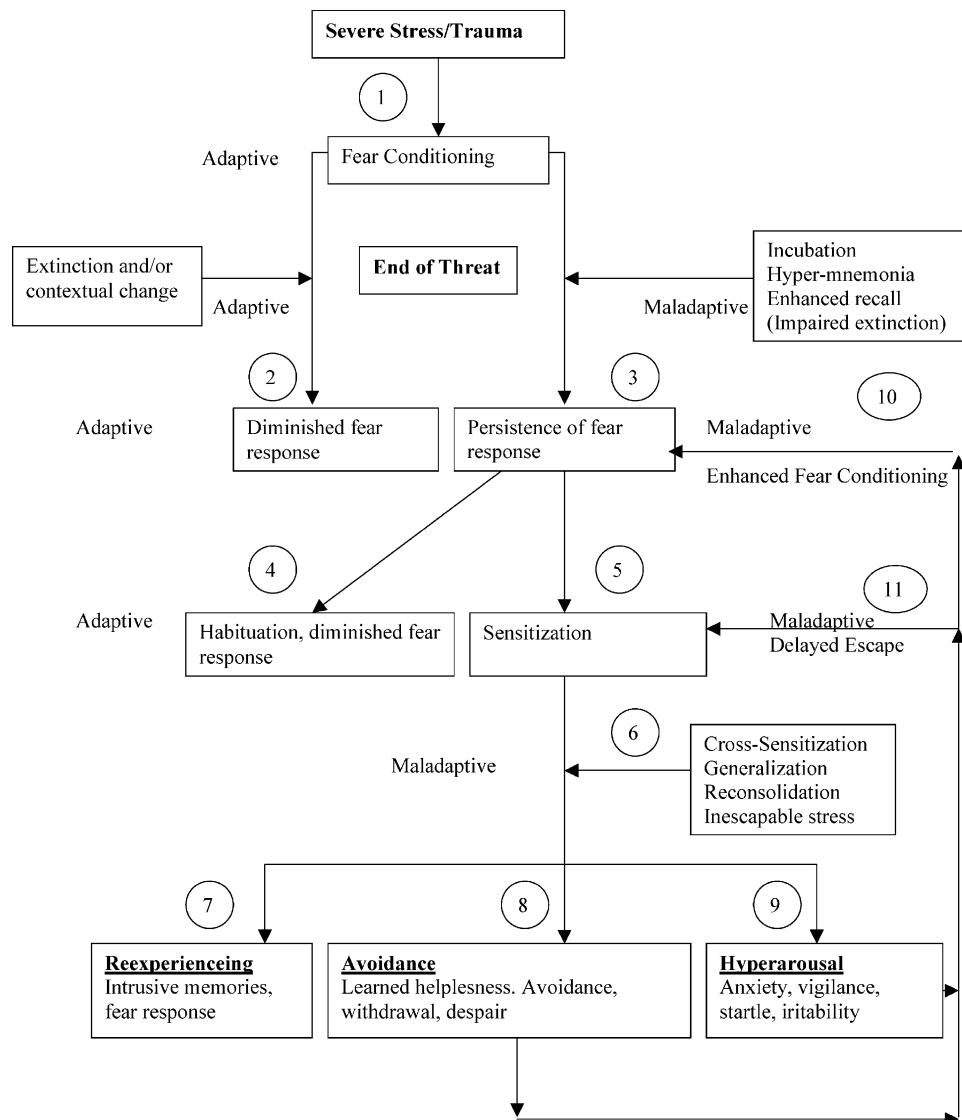 Severe Stress/Trauma
1
Adaptive
Fear Conditioning
Extinction and/or
contextual change
Adaptive
End of Threat
Maladaptive
Incubation
Hyper-mnemonia
Enhanced recall
(Impaired extinction)
2
3
10
Adaptive
Diminished fear
response
Persistence of fear
response
Maladaptive
Enhanced Fear Conditioning
4
5
11
Adaptive
Habituation, diminished fear
response
Sensitization
Maladaptive
Delayed Escape
6
Maladaptive
Cross-Sensitization
Generalization
Reconsolidation
Inescapable stress
7
8
9
Reexperienceing
Intrusive memories,
fear response
Avoidance
Learned helplesness. Avoidance,
withdrawal, despair
Hyperarousal
Anxiety, vigilance,
startle, iritability